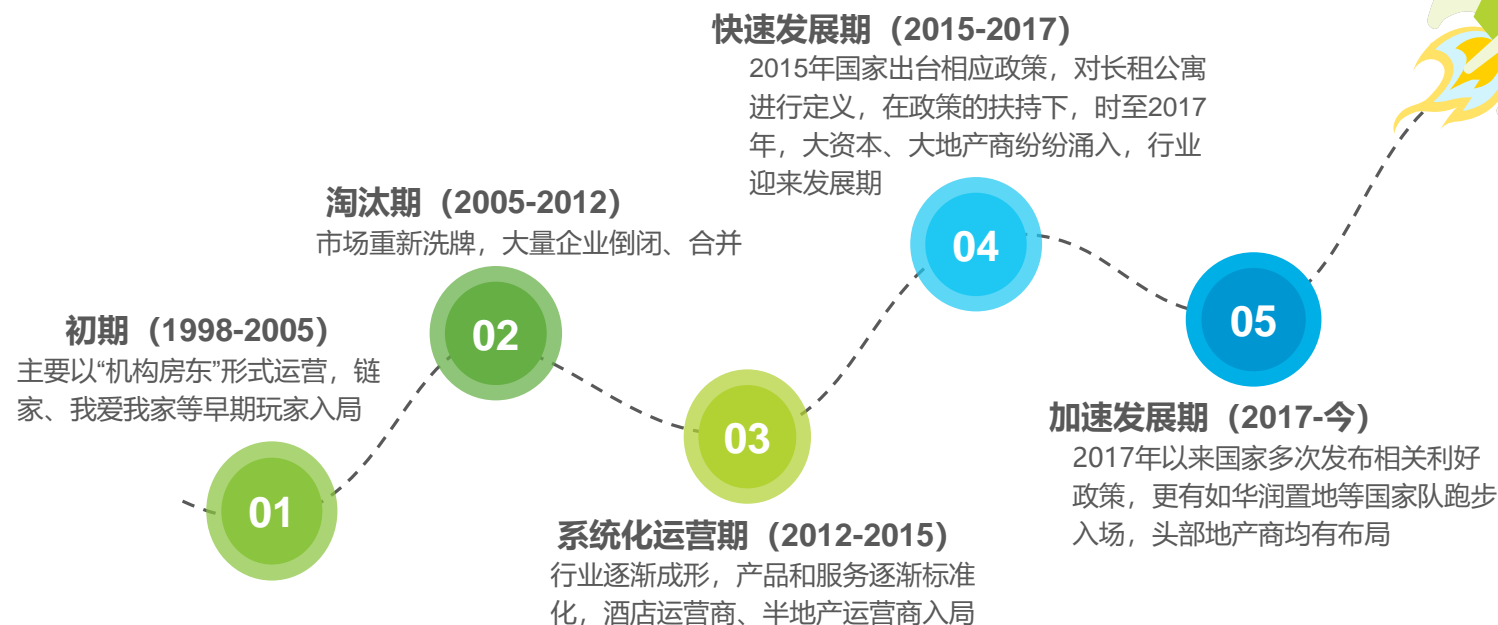 初期（1998-2005）
主要以“机构房东”形式运营，链
家、我爱我家等早期玩家入局
01
淘汰期（2005-2012）
市场重新洗牌，大量企业倒闭、合并
02
03
系统化运营期（2012-2015）
行业逐渐成形，产品和服务逐渐标准
化，酒店运营商、半地产运营商入局
快速发展期（2015-2017）
2015年国家出台相应政策，对长租公寓
进行定义，在政策的扶持下，时至2017
年，大资本、大地产商纷纷涌入，行业
迎来发展期
04
05
加速发展期（2017-今）
2017年以来国家多次发布相关利好
政策，更有如华润置地等国家队跑步
入场，头部地产商均有布局